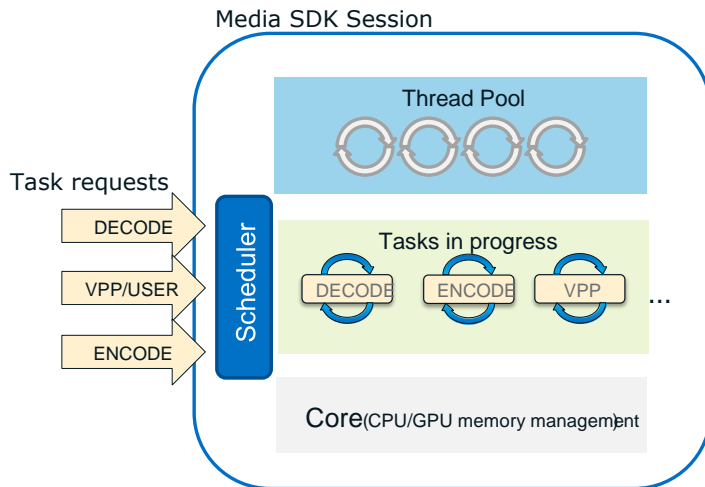 Media SDK Session
Thread Pool
Task requests
DECODE
VPP/USER
ENCODE
Scheduler
Tasks in progress
DECODE
ENCODE
VPP
...
Core(CPU/GPU memory management)